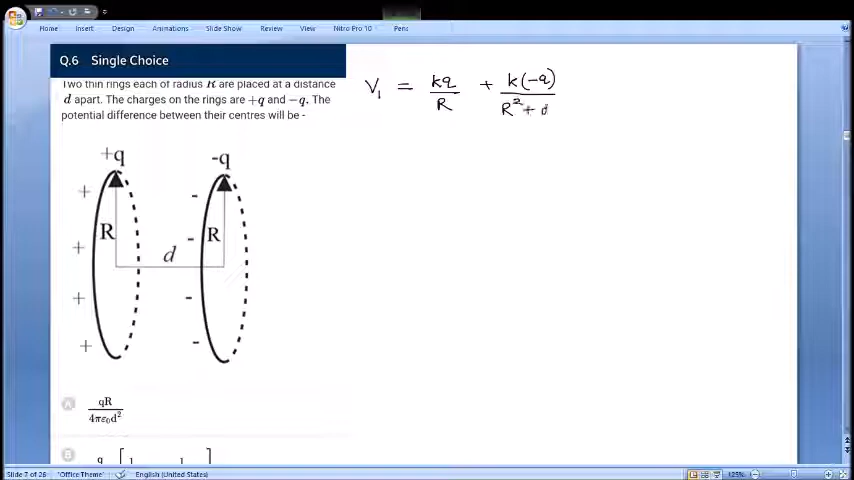 Home Insert Design Animations Slide Show Review View Nitro Pro 10 Pens
Q.6 Single Choice
Two thin rings each of radius R are placed at a distance
d apart. The charges on the rings are +q and −q. The
potential difference between their centres will be -
V₁ = kq/R + k(−q)/R² + d
+q -q
+ -
R R
+ -
d
+ -
+ -
A qR/4πε₀d²
B q [ 1 1 ]
Slide 7 of 26 "Office Theme" English (United States) 125%